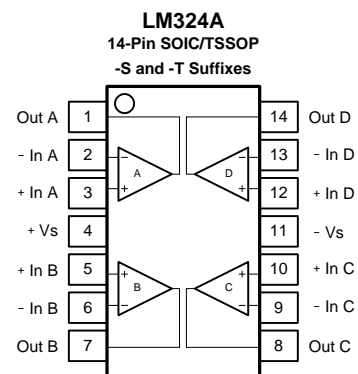 LM324A
14-Pin SOIC/TSSOP
-S and -T Suffixes
Out A 1 14 Out D
- In A 2 - - 13 - In D
+ In A 3 + A D + 12 + In D
+ Vs 4 11 - Vs
+ In B 5 + + 10 + In C
- In B 6 - B C - 9 - In C
Out B 7 8 Out C